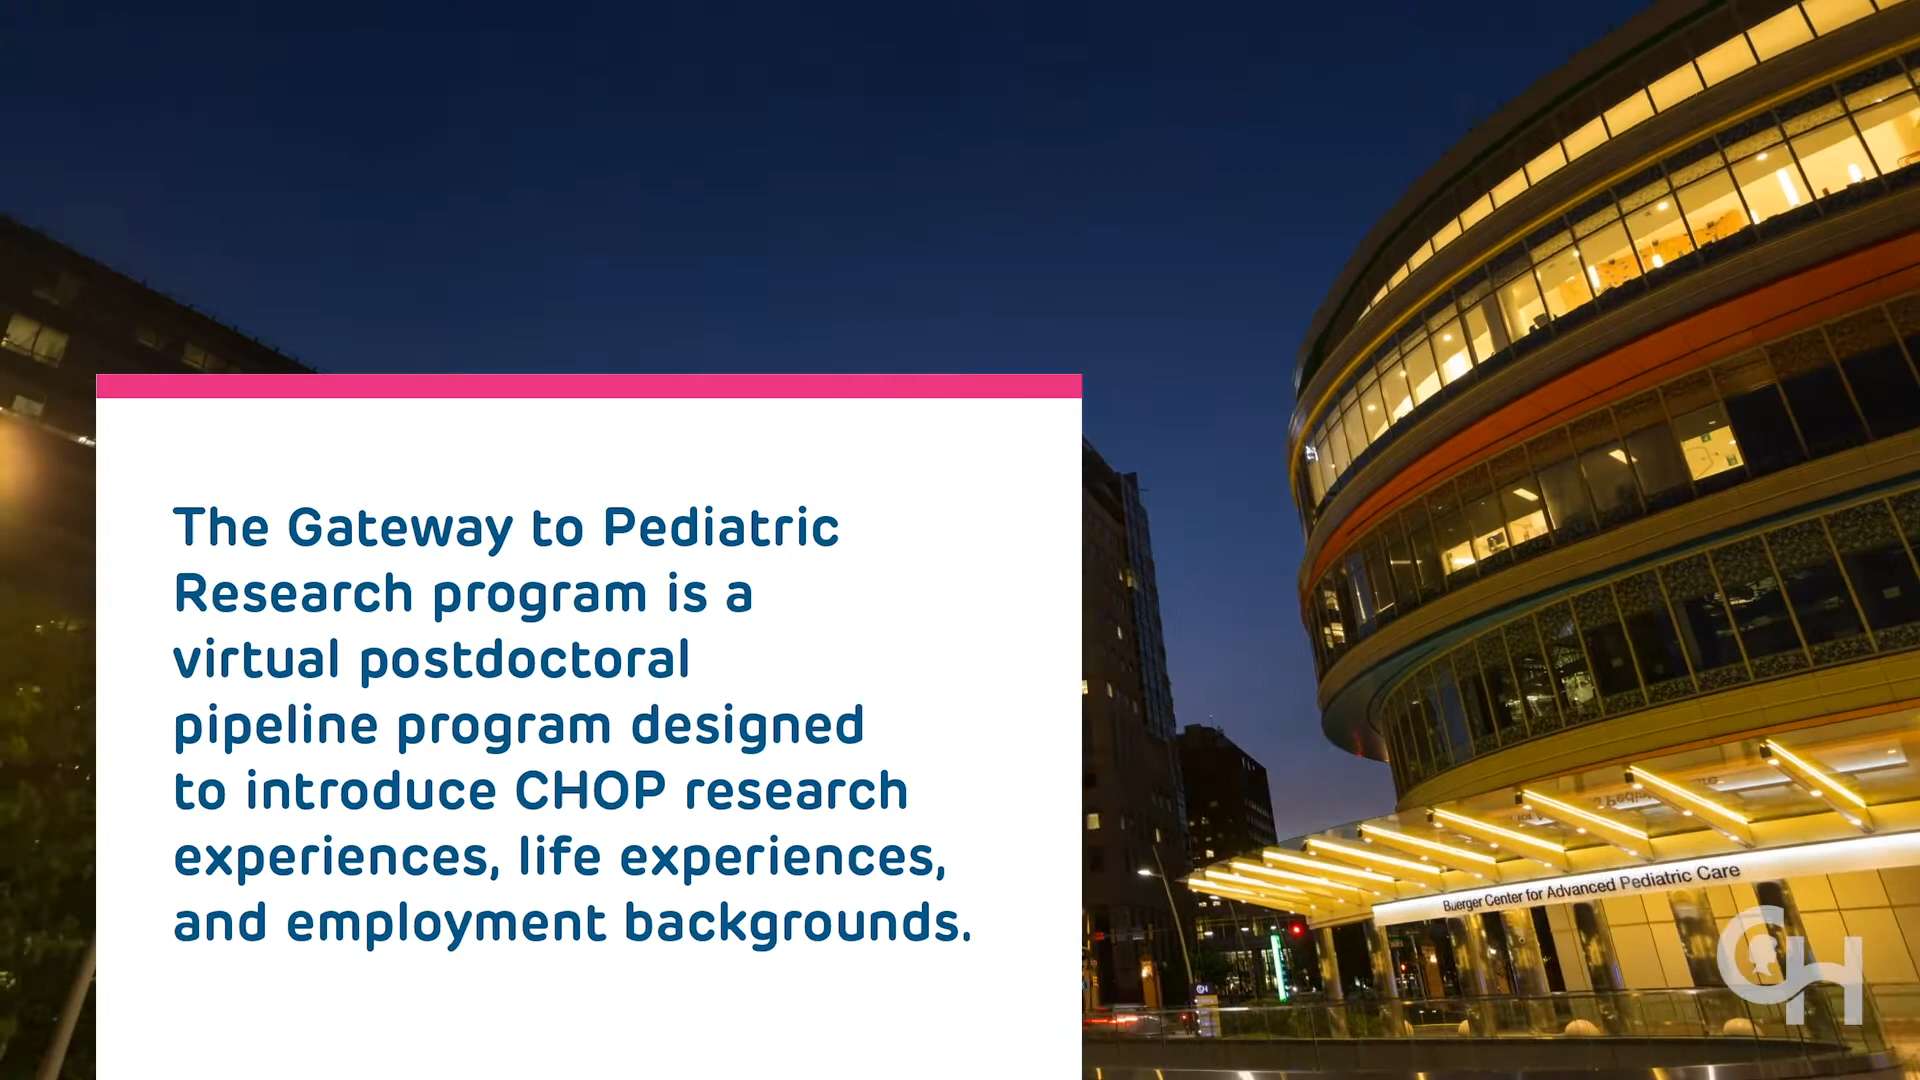 The Gateway to Pediatric
Research program is a
virtual postdoctoral
pipeline program designed
to introduce CHOP research
experiences, life experiences,
and employment backgrounds.
Buerger Center for Advanced Pediatric Care
CH